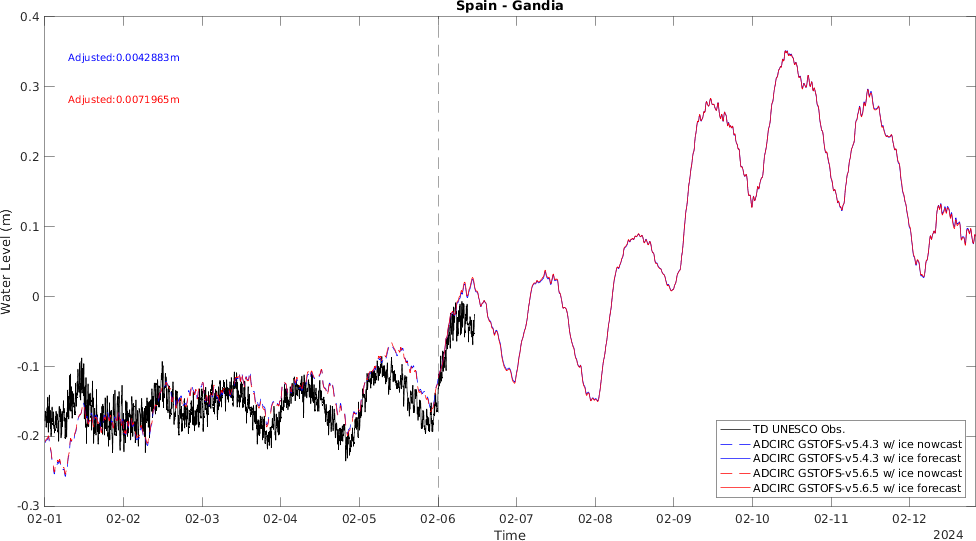 Spain - Gandia
Adjusted:0.0042883m
Adjusted:0.0071965m
Water Level (m)
0.4
0.3
0.2
0.1
0
-0.1
-0.2
-0.3
TD UNESCO Obs.
ADCIRC GSTOFS-v5.4.3 w/ ice nowcast
ADCIRC GSTOFS-v5.4.3 w/ ice forecast
ADCIRC GSTOFS-v5.6.5 w/ ice nowcast
ADCIRC GSTOFS-v5.6.5 w/ ice forecast
02-01 02-02 02-03 02-04 02-05 02-06 02-07 02-08 02-09 02-10 02-11 02-12
Time
2024